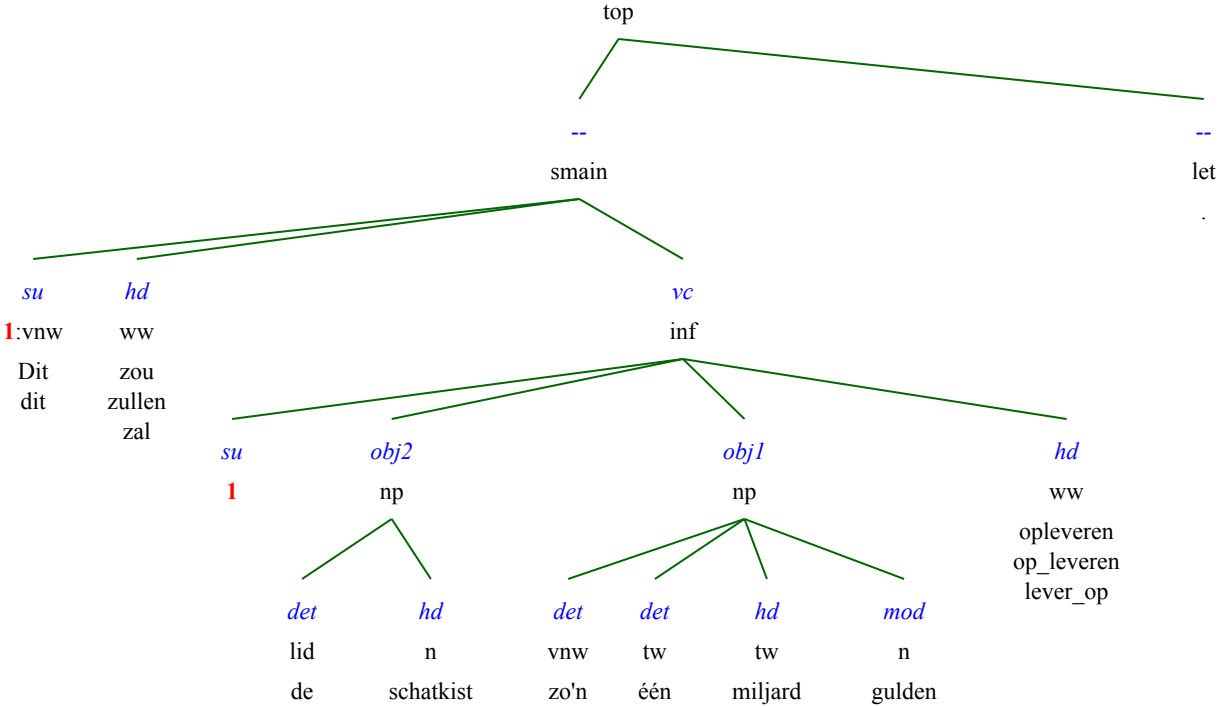 top
-- --
smain let
.
su hd vc
1:vnw ww inf
Dit zou
dit zullen
zal
su obj2 obj1 hd
1 np np ww
opleveren
op_leveren
lever_op
det hd det det hd mod
lid n vnw tw tw n
de schatkist zo'n één miljard gulden